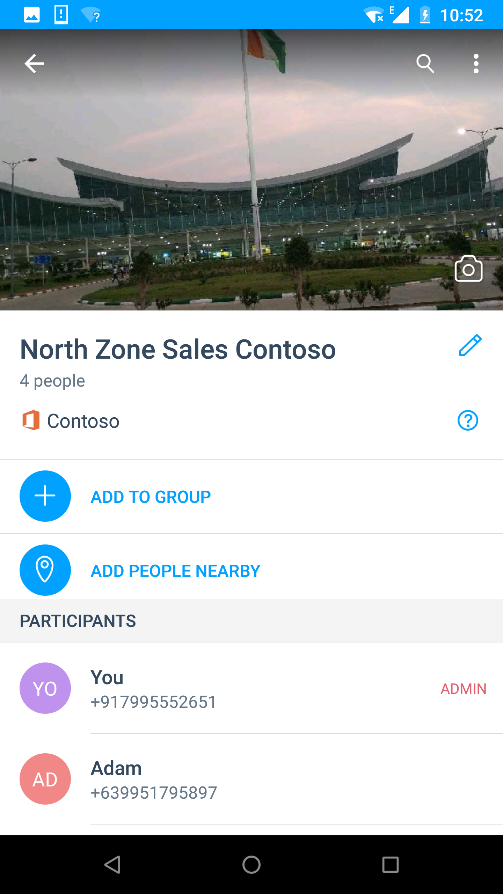 E 10:52
North Zone Sales Contoso
4 people
Contoso
ADD TO GROUP
ADD PEOPLE NEARBY
PARTICIPANTS
YO
You
+917995552651
ADMIN
AD
Adam
+639951795897